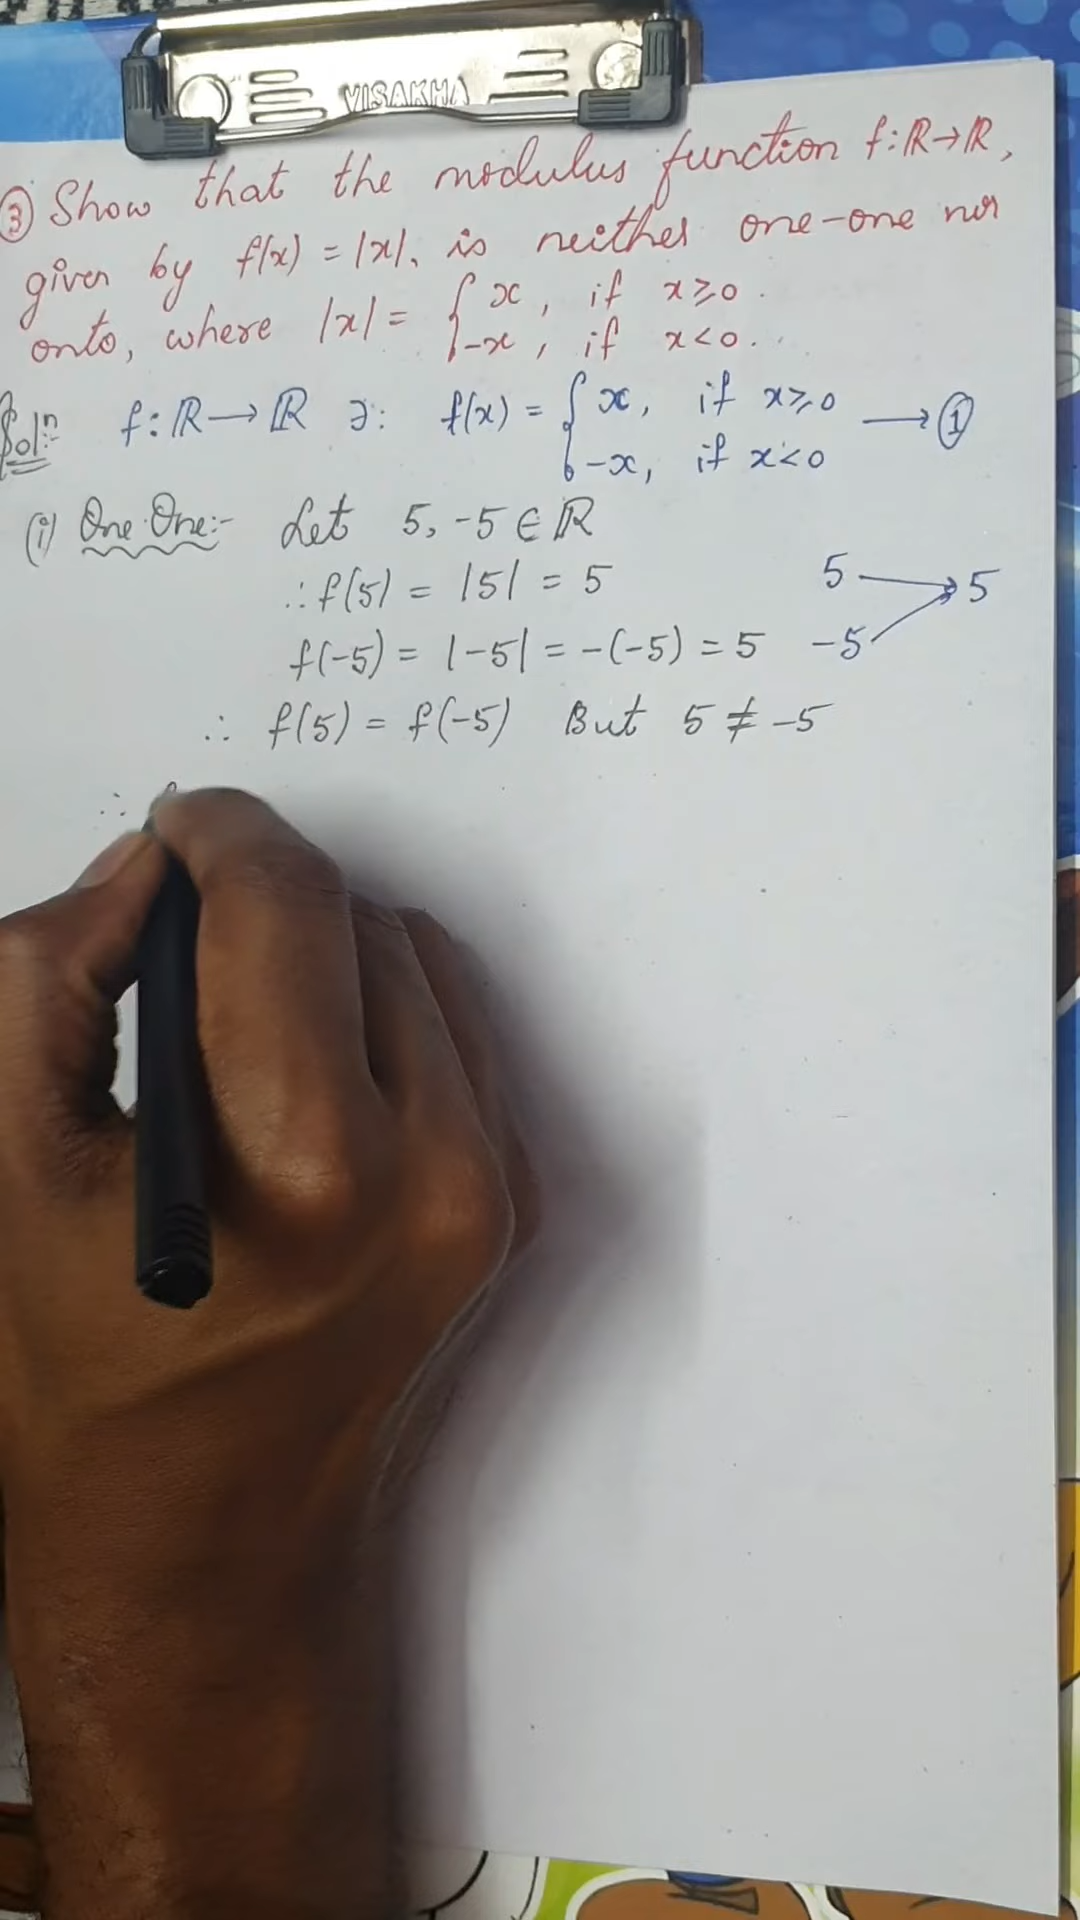 VISAKHA
③ Show that the modulus function f:ℝ→ℝ,
given by f(x) = |x|, is neither one-one nor
onto, where |x| = { x, if x≥0.
-x, if x<0.
Sol:ⁿ f:ℝ→ℝ ∋: f(x) = { x, if x≥0 → ①
-x, if x<0
(i) One-One:- Let 5, -5 ∈ ℝ
∴ f(5) = |5| = 5 5 → 5
f(-5) = |-5| = -(-5) = 5 -5
∴ f(5) = f(-5) But 5 ≠ -5
∴